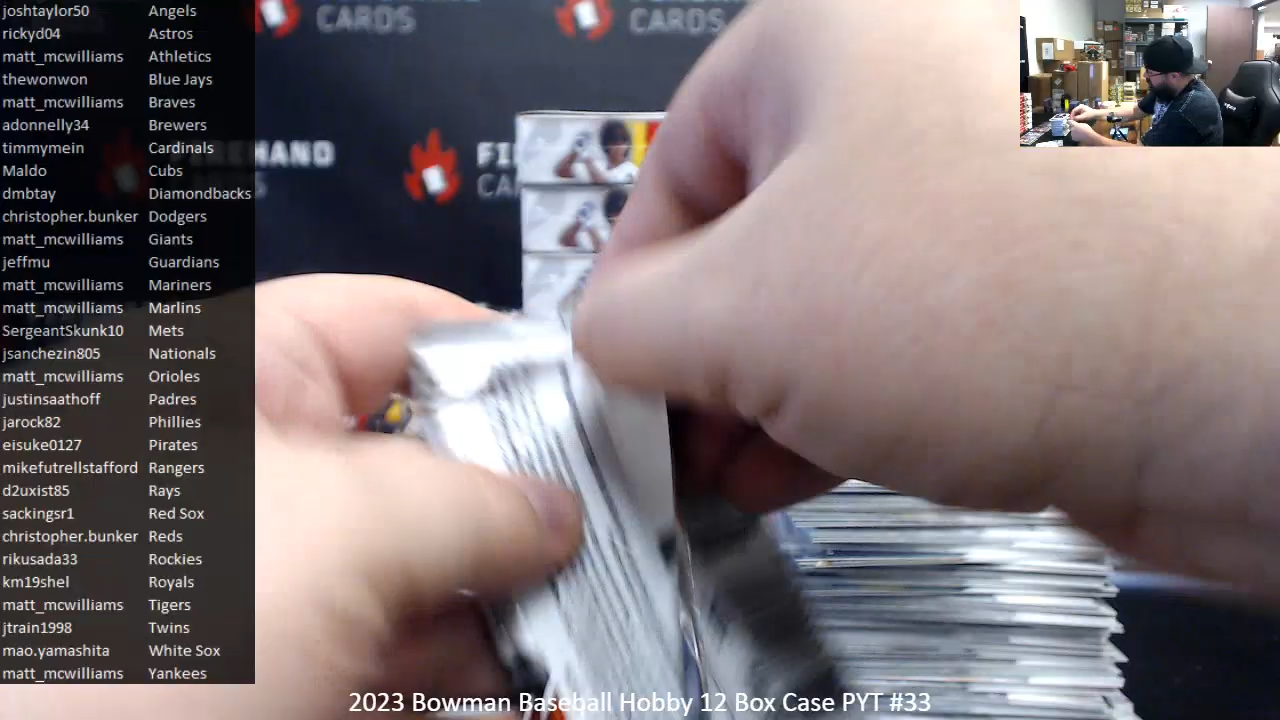 joshtaylor50 Angels
rickyd04 Astros
matt_mcwilliams Athletics
thewonwon Blue Jays
matt_mcwilliams Braves
adonnelly34 Brewers
timmymein Cardinals
Maldo Cubs
dmbtay Diamondbacks
christopher.bunker Dodgers
matt_mcwilliams Giants
jeffmu Guardians
matt_mcwilliams Mariners
matt_mcwilliams Marlins
SergeantSkunk10 Mets
jsanchezin805 Nationals
matt_mcwilliams Orioles
justinsaathoff Padres
jarock82 Phillies
eisuke0127 Pirates
mikefutrellstafford Rangers
d2uxist85 Rays
sackingsr1 Red Sox
christopher.bunker Reds
rikusada33 Rockies
km19shel Royals
matt_mcwilliams Tigers
jtrain1998 Twins
mao.yamashita White Sox
matt_mcwilliams Yankees
CARDS
CARDS
2023 Bowman Baseball Hobby 12 Box Case PYT #33